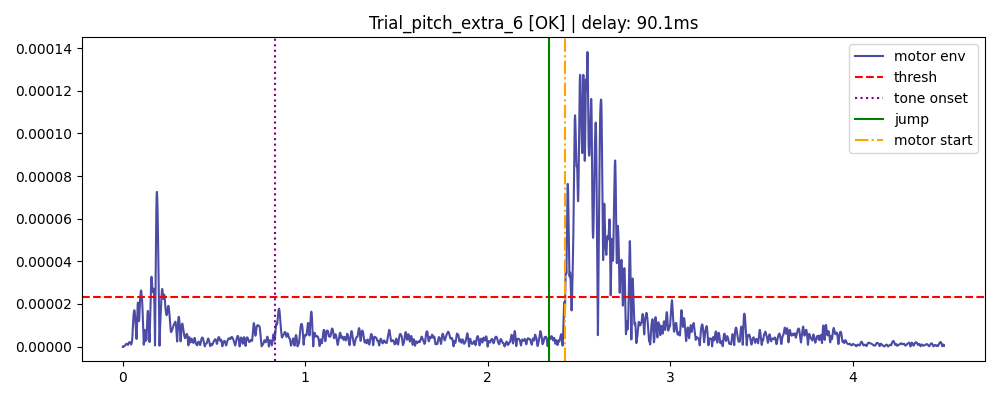 Trial_pitch_extra_6 [OK] | delay: 90.1ms
0.00014
0.00012
0.00010
0.00008
0.00006
0.00004
0.00002
0.00000
motor env
thresh
tone onset
jump
motor start
0 1 2 3 4